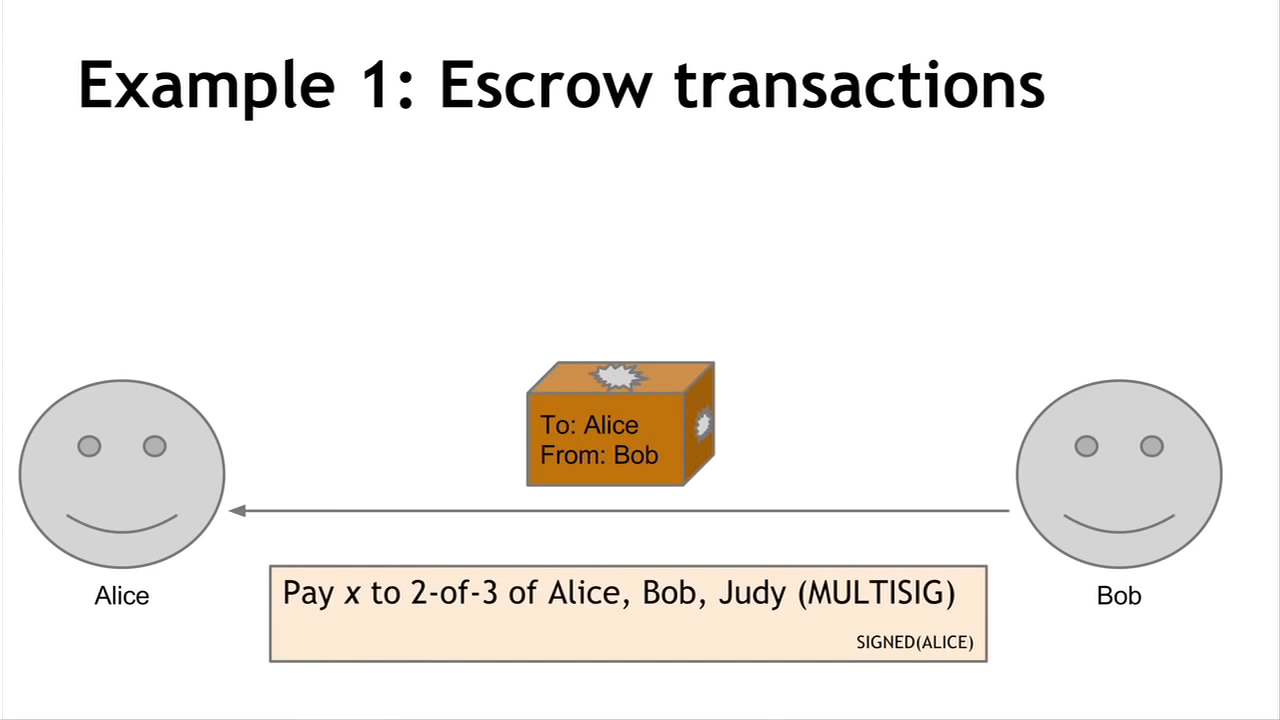 Example 1: Escrow transactions
To: Alice
From: Bob
Alice
Bob
Pay x to 2-of-3 of Alice, Bob, Judy (MULTISIG)
SIGNED(ALICE)